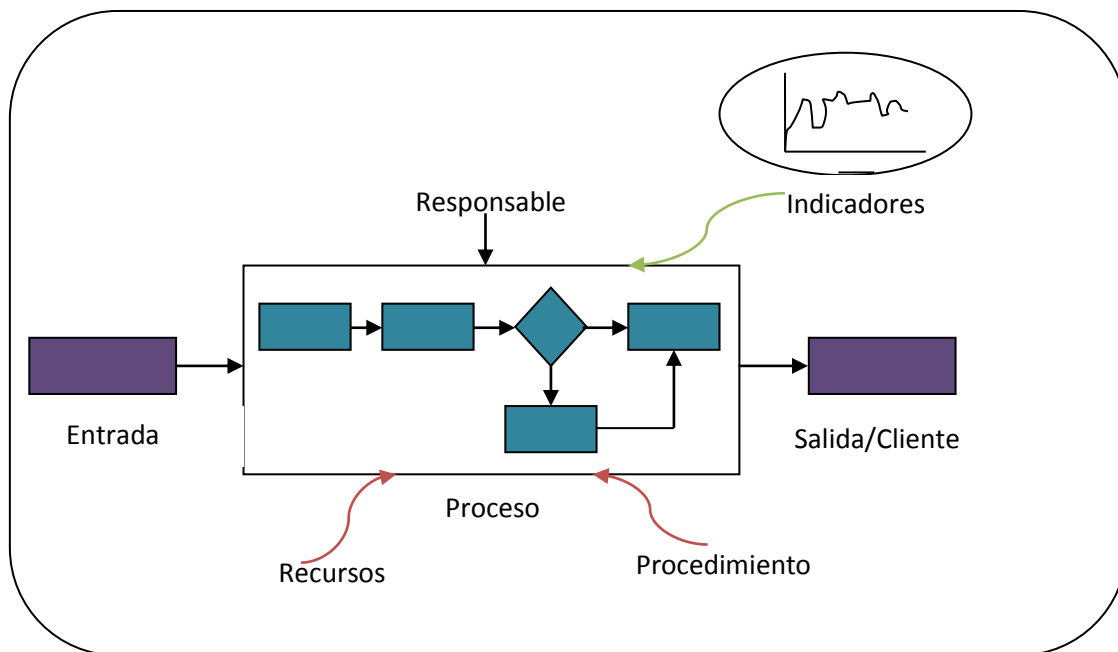 Responsable
Indicadores
Entrada
Salida/Cliente
Proceso
Recursos
Procedimiento